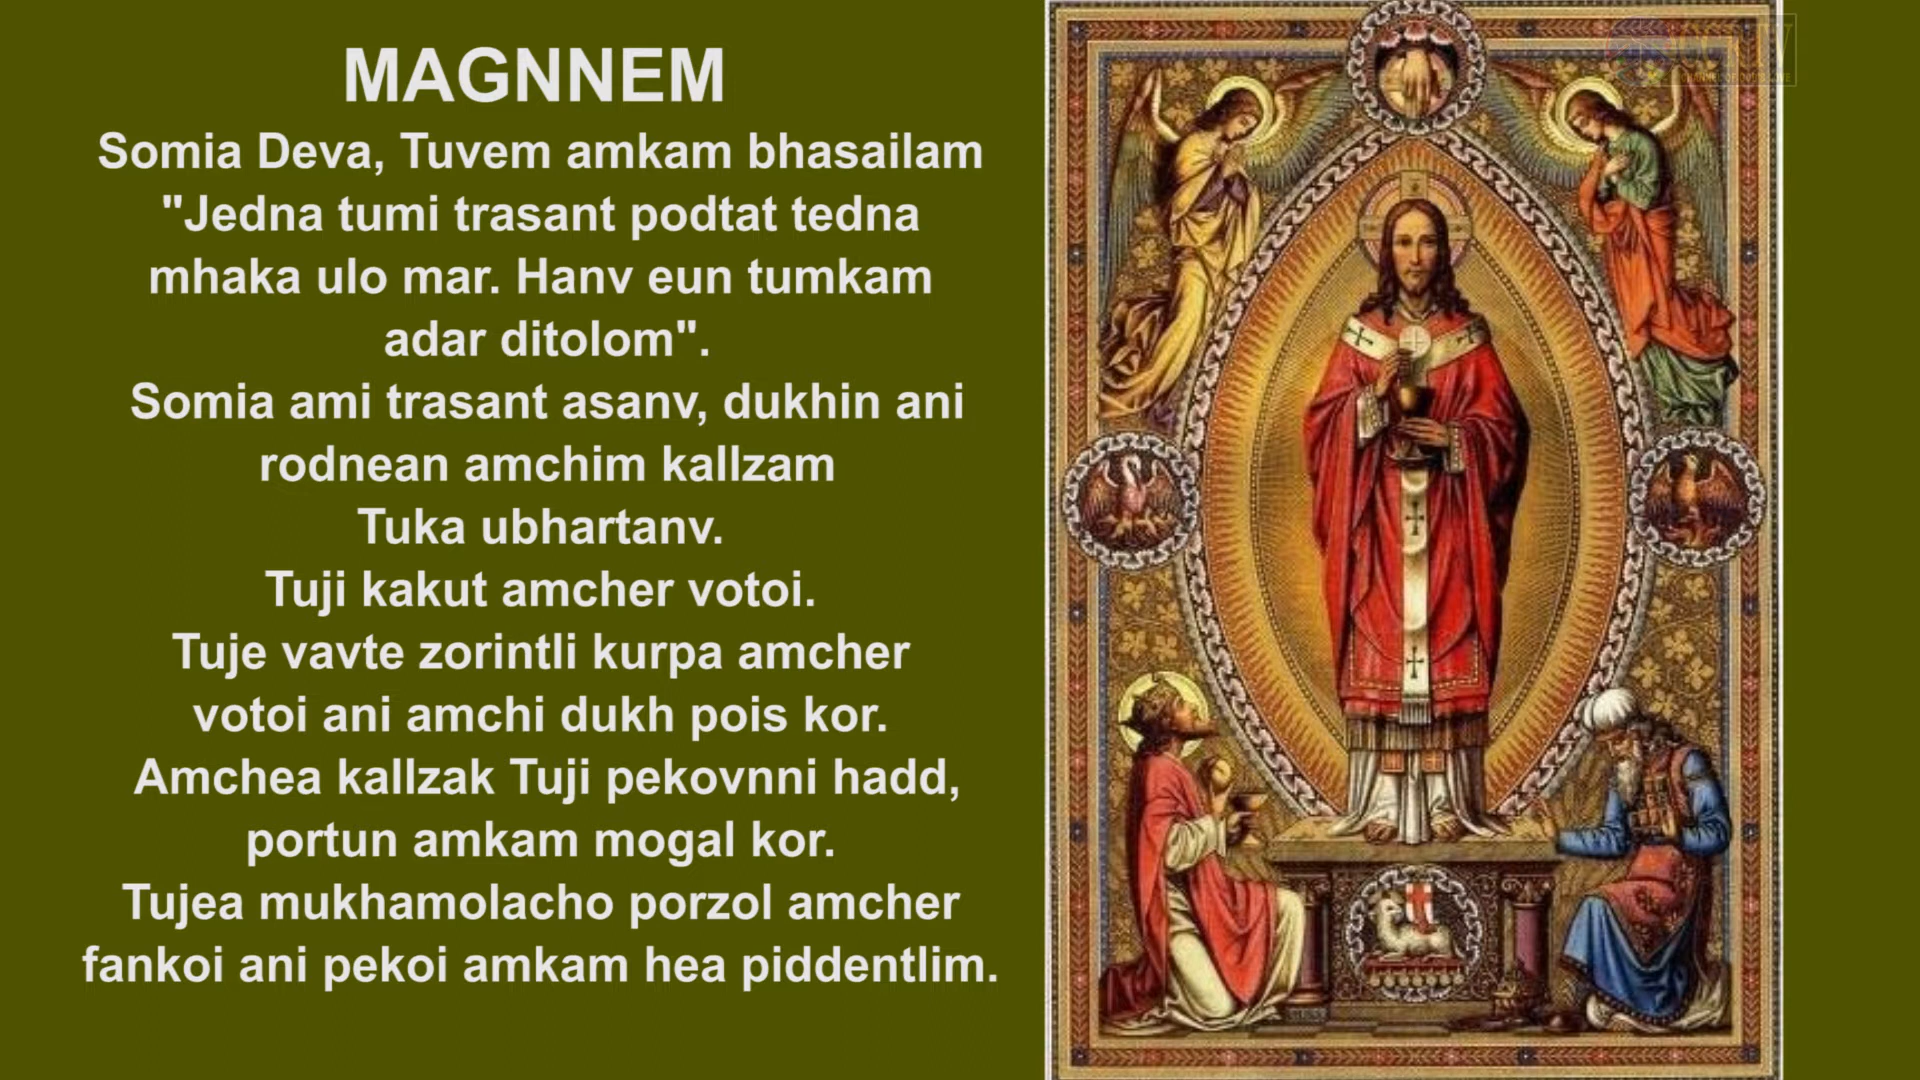 MAGNNEM
Somia Deva, Tuvem amkam bhasailam
"Jedna tumi trasant podtat tedna
mhaka ulo mar. Hanv eun tumkam
adar ditolom".
Somia ami trasant asanv, dukhin ani
rodnean amchim kallzam
Tuka ubhartanv.
Tuji kakut amcher votoi.
Tuje vavte zorintli kurpa amcher
votoi ani amchi dukh pois kor.
Amchea kallzak Tuji pekovnni hadd,
portun amkam mogal kor.
Tujea mukhamolacho porzol amcher
fankoi ani pekoi amkam hea piddentlim.